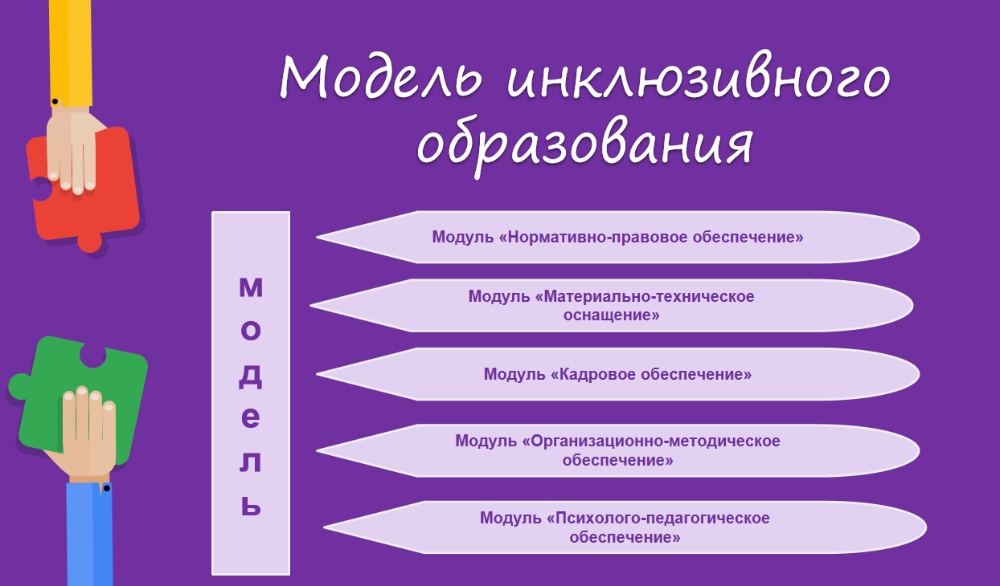 Модель инклюзивного
образования
модель
Модуль «Нормативно-правовое обеспечение»
Модуль «Материально-техническое
оснащение»
Модуль «Кадровое обеспечение»
Модуль «Организационно-методическое
обеспечение»
Модуль «Психолого-педагогическое
обеспечение»